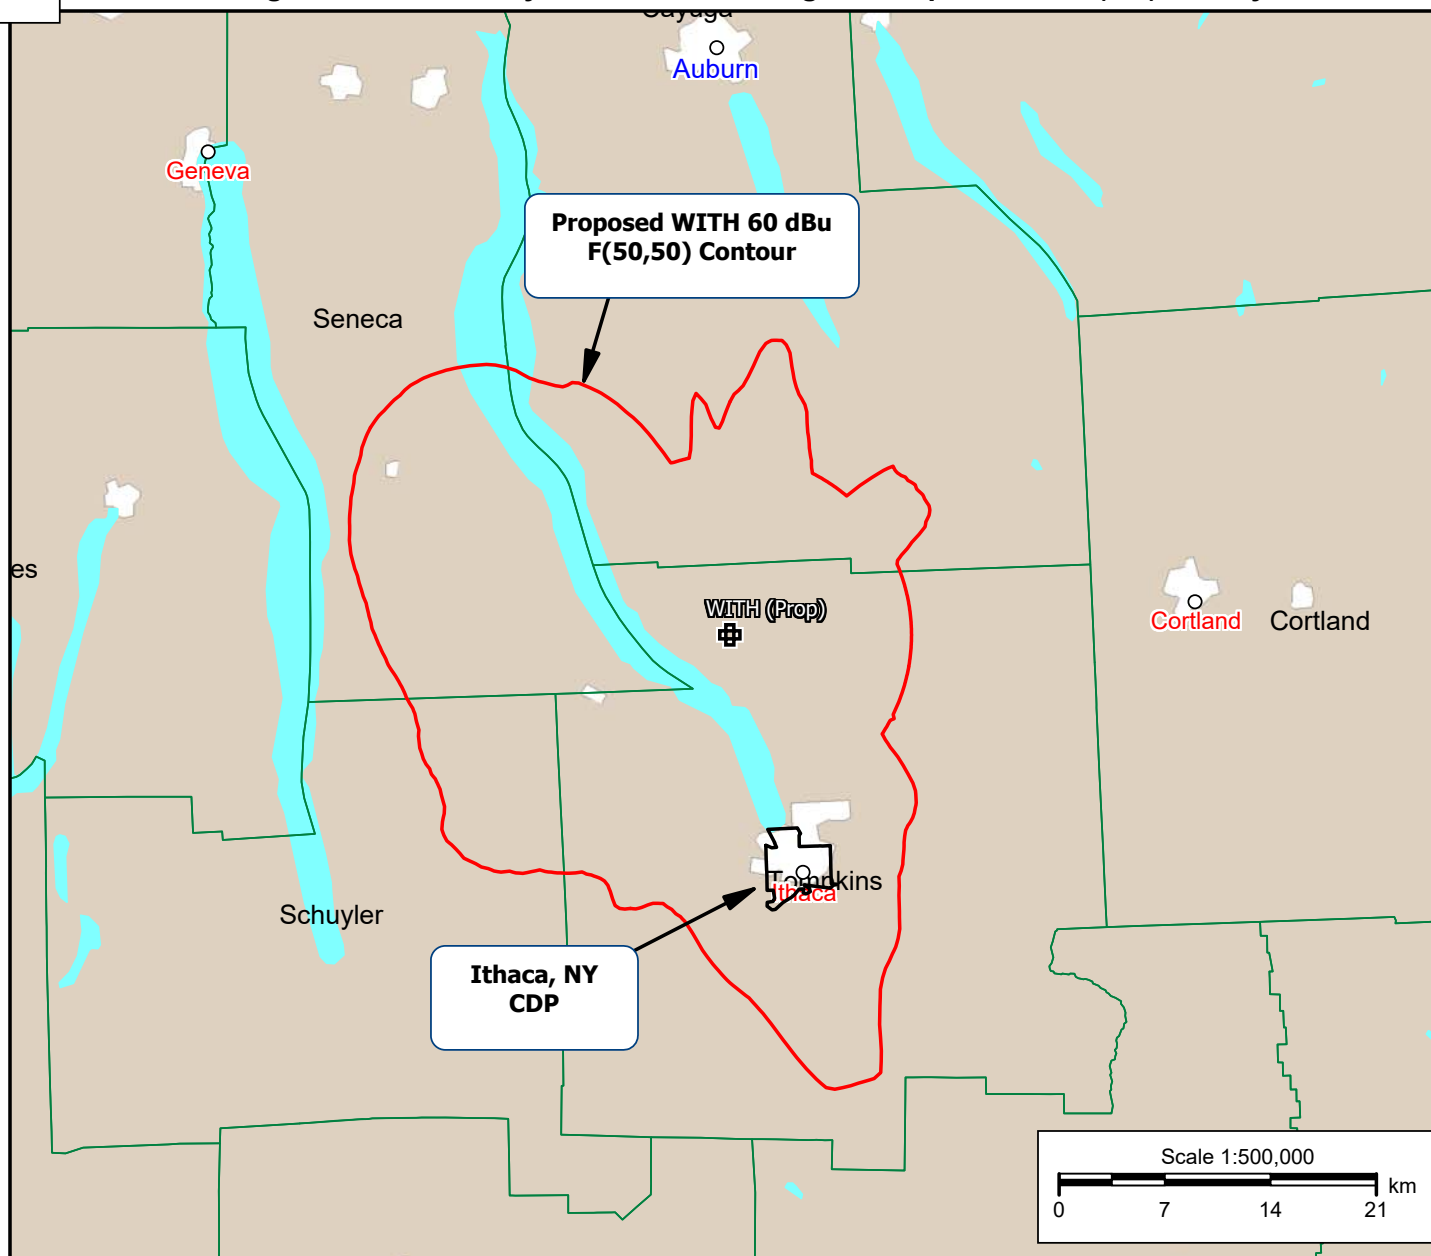 Cayuga
Auburn
Geneva
Proposed WITH 60 dBu
F(50,50) Contour
Seneca
es
WITH (Prop)
Cortland
Cortland
Tompkins
Ithaca
Schuyler
Ithaca, NY
CDP
Scale 1:500,000
km
0 7 14 21